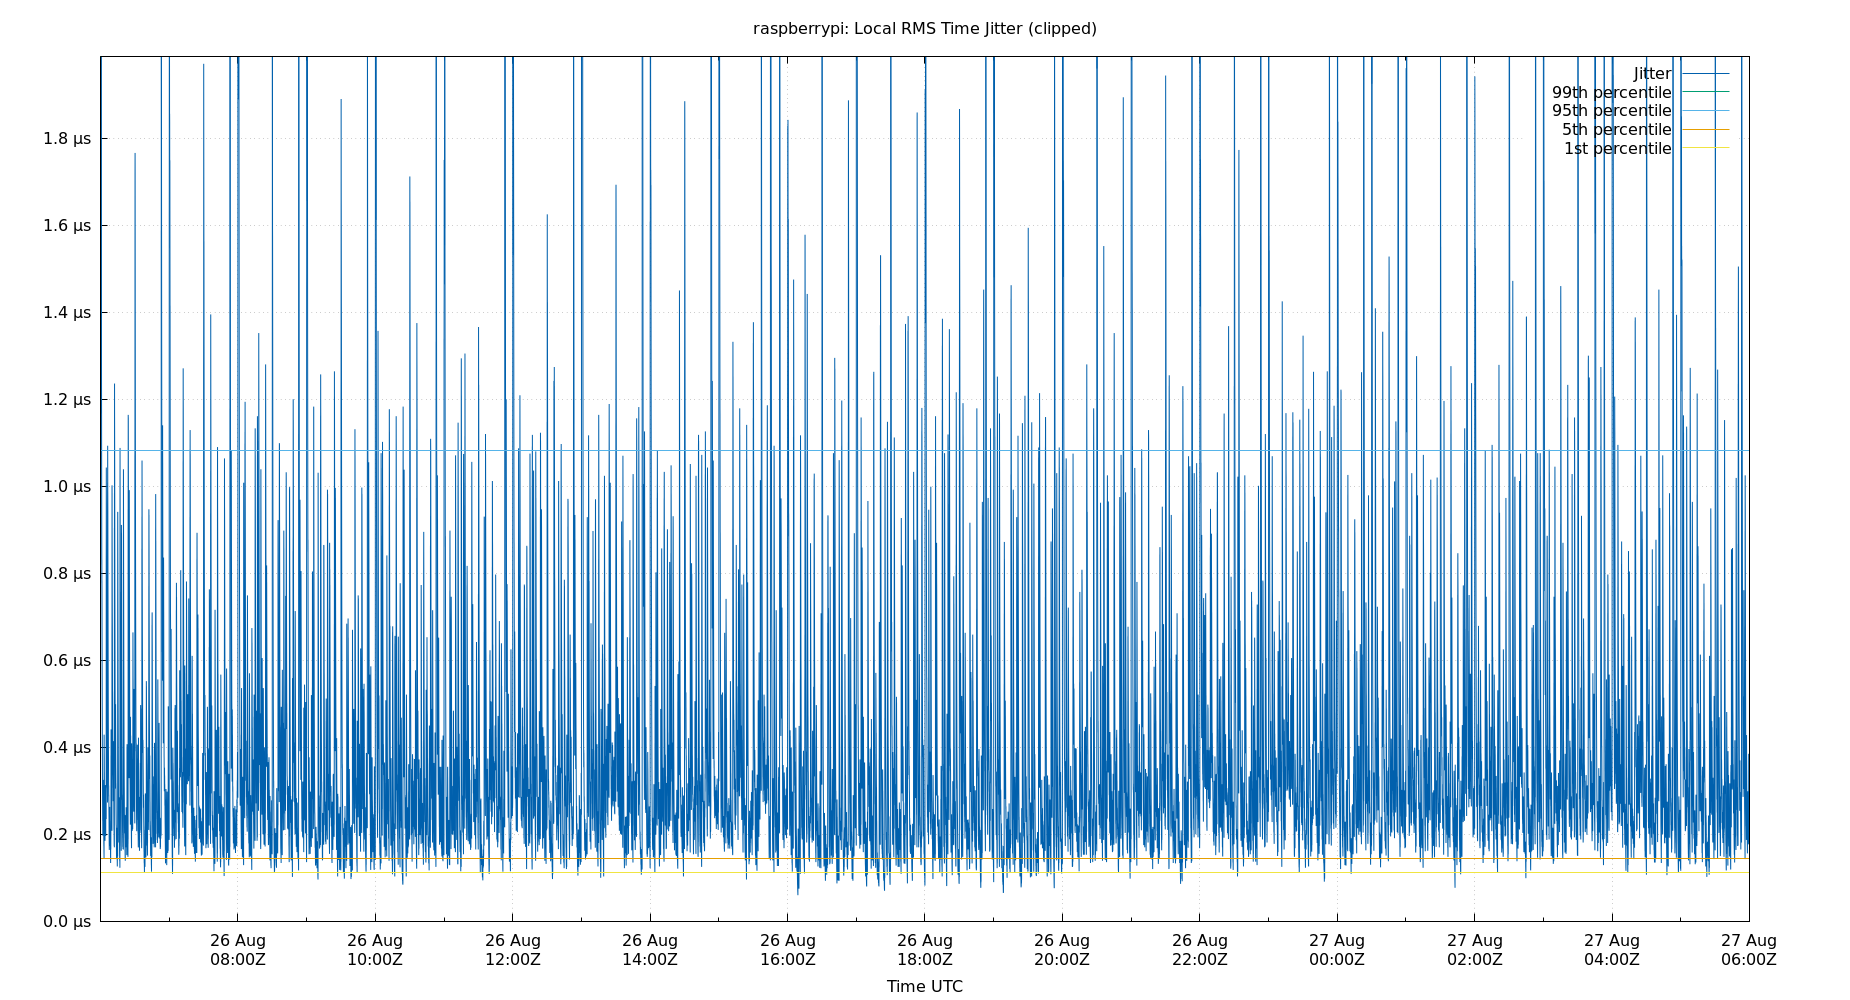 raspberrypi: Local RMS Time Jitter (clipped)
Jitter
99th percentile
95th percentile
5th percentile
1st percentile
1.8 μs
1.6 μs
1.4 μs
1.2 μs
1.0 μs
0.8 μs
0.6 μs
0.4 μs
0.2 μs
0.0 μs
26 Aug 26 Aug 26 Aug 26 Aug 26 Aug 26 Aug 26 Aug 26 Aug 27 Aug 27 Aug 27 Aug 27 Aug
08:00Z 10:00Z 12:00Z 14:00Z 16:00Z 18:00Z 20:00Z 22:00Z 00:00Z 02:00Z 04:00Z 06:00Z
Time UTC